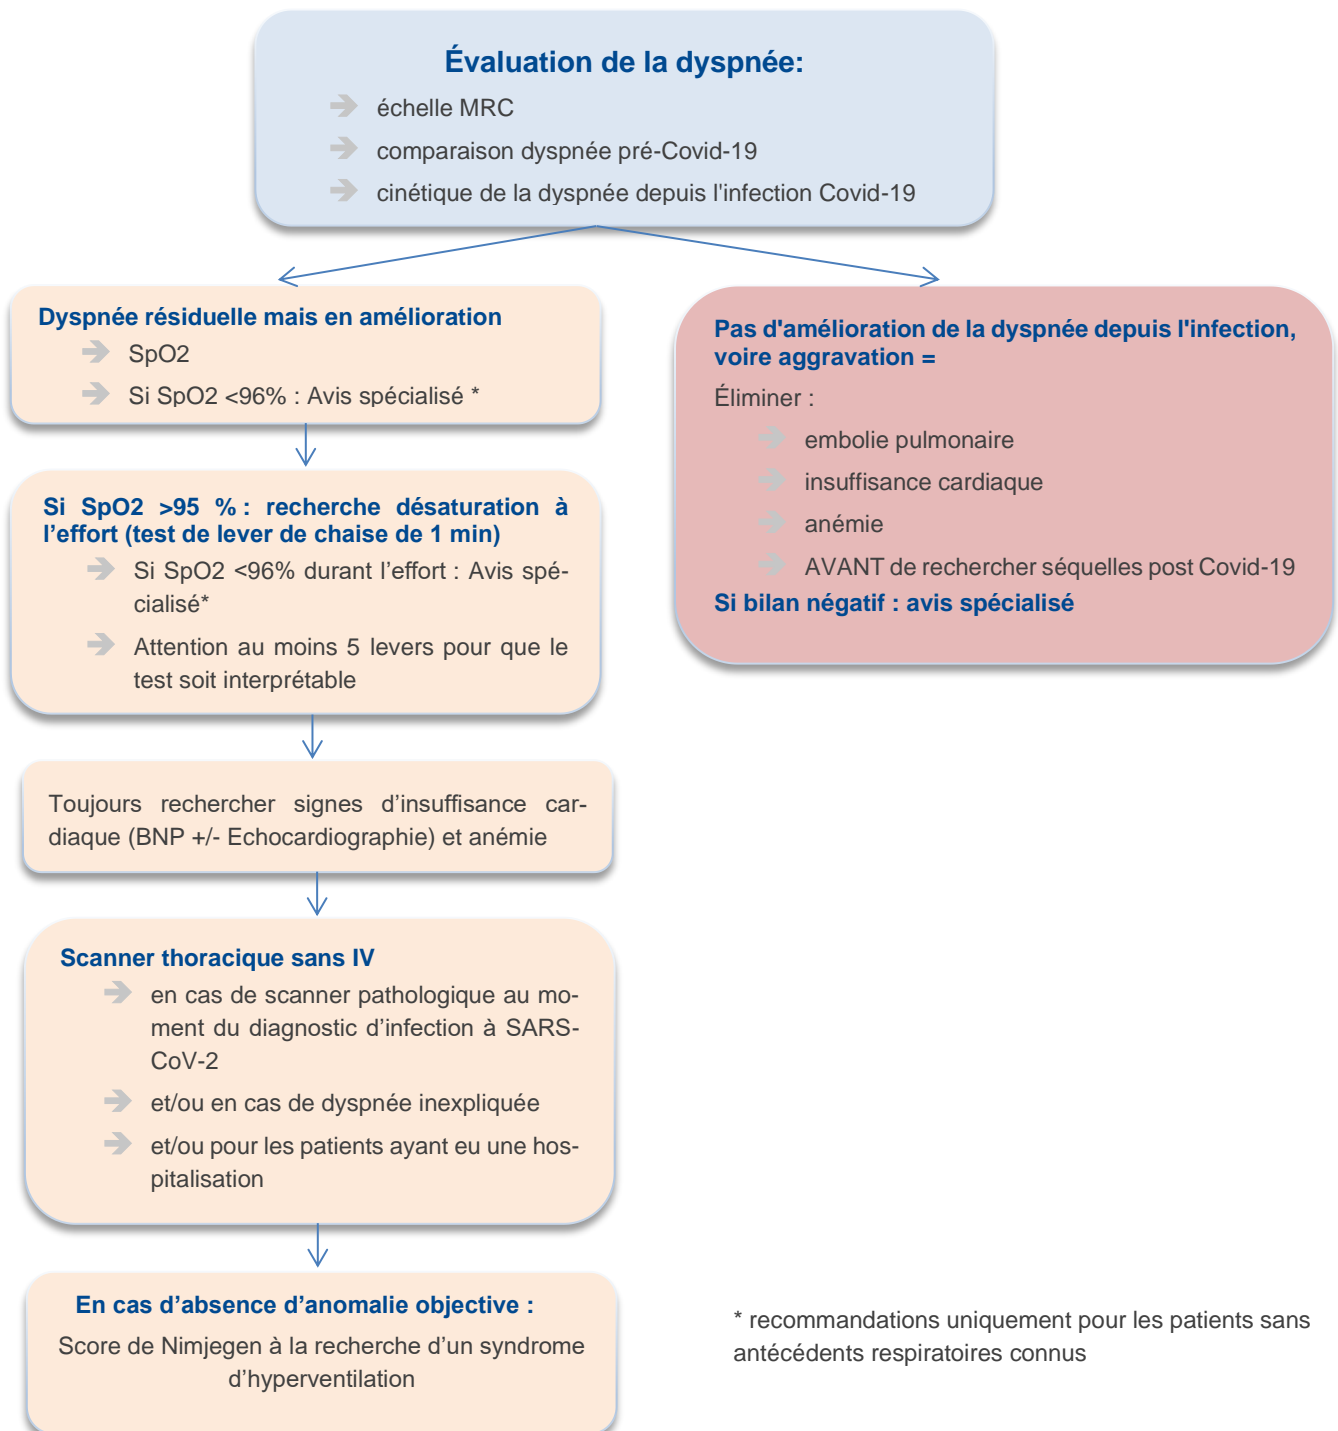 Évaluation de la dyspnée:
échelle MRC
comparaison dyspnée pré-Covid-19
cinétique de la dyspnée depuis l'infection Covid-19
Dyspnée résiduelle mais en amélioration
SpO2
Si SpO2 <96% : Avis spécialisé *
Si SpO2 >95 % : recherche désaturation à
l’effort (test de lever de chaise de 1 min)
Si SpO2 <96% durant l’effort : Avis spé-
cialisé*
Attention au moins 5 levers pour que le
test soit interprétable
Toujours rechercher signes d’insuffisance car-
diaque (BNP +/- Echocardiographie) et anémie
Scanner thoracique sans IV
en cas de scanner pathologique au mo-
ment du diagnostic d’infection à SARS-
CoV-2
et/ou en cas de dyspnée inexpliquée
et/ou pour les patients ayant eu une hos-
pitalisation
En cas d’absence d’anomalie objective :
Score de Nimjegen à la recherche d’un syndrome
d’hyperventilation
Pas d'amélioration de la dyspnée depuis l'infection,
voire aggravation =
Éliminer :
embolie pulmonaire
insuffisance cardiaque
anémie
AVANT de rechercher séquelles post Covid-19
Si bilan négatif : avis spécialisé
* recommandations uniquement pour les patients sans
antécédents respiratoires connus